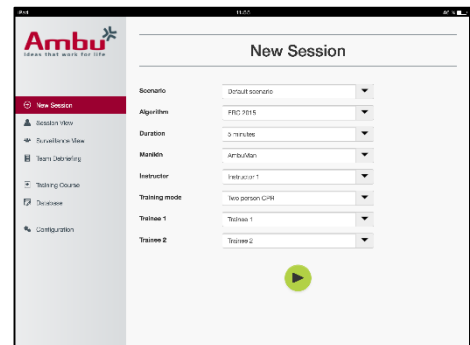 iPad
11:33
Ambu
Ideas that work for life
New Session
New Session
Session View
Surveillance View
Team Debriefing
Training Course
Database
Configuration
Scenario
Default scenario
Algorithm
ERC 2015
Duration
5 minutes
Manikin
AmbuMan
Instructor
Instructor 1
Training mode
Two person CPR
Trainee 1
Trainee 1
Trainee 2
Trainee 2